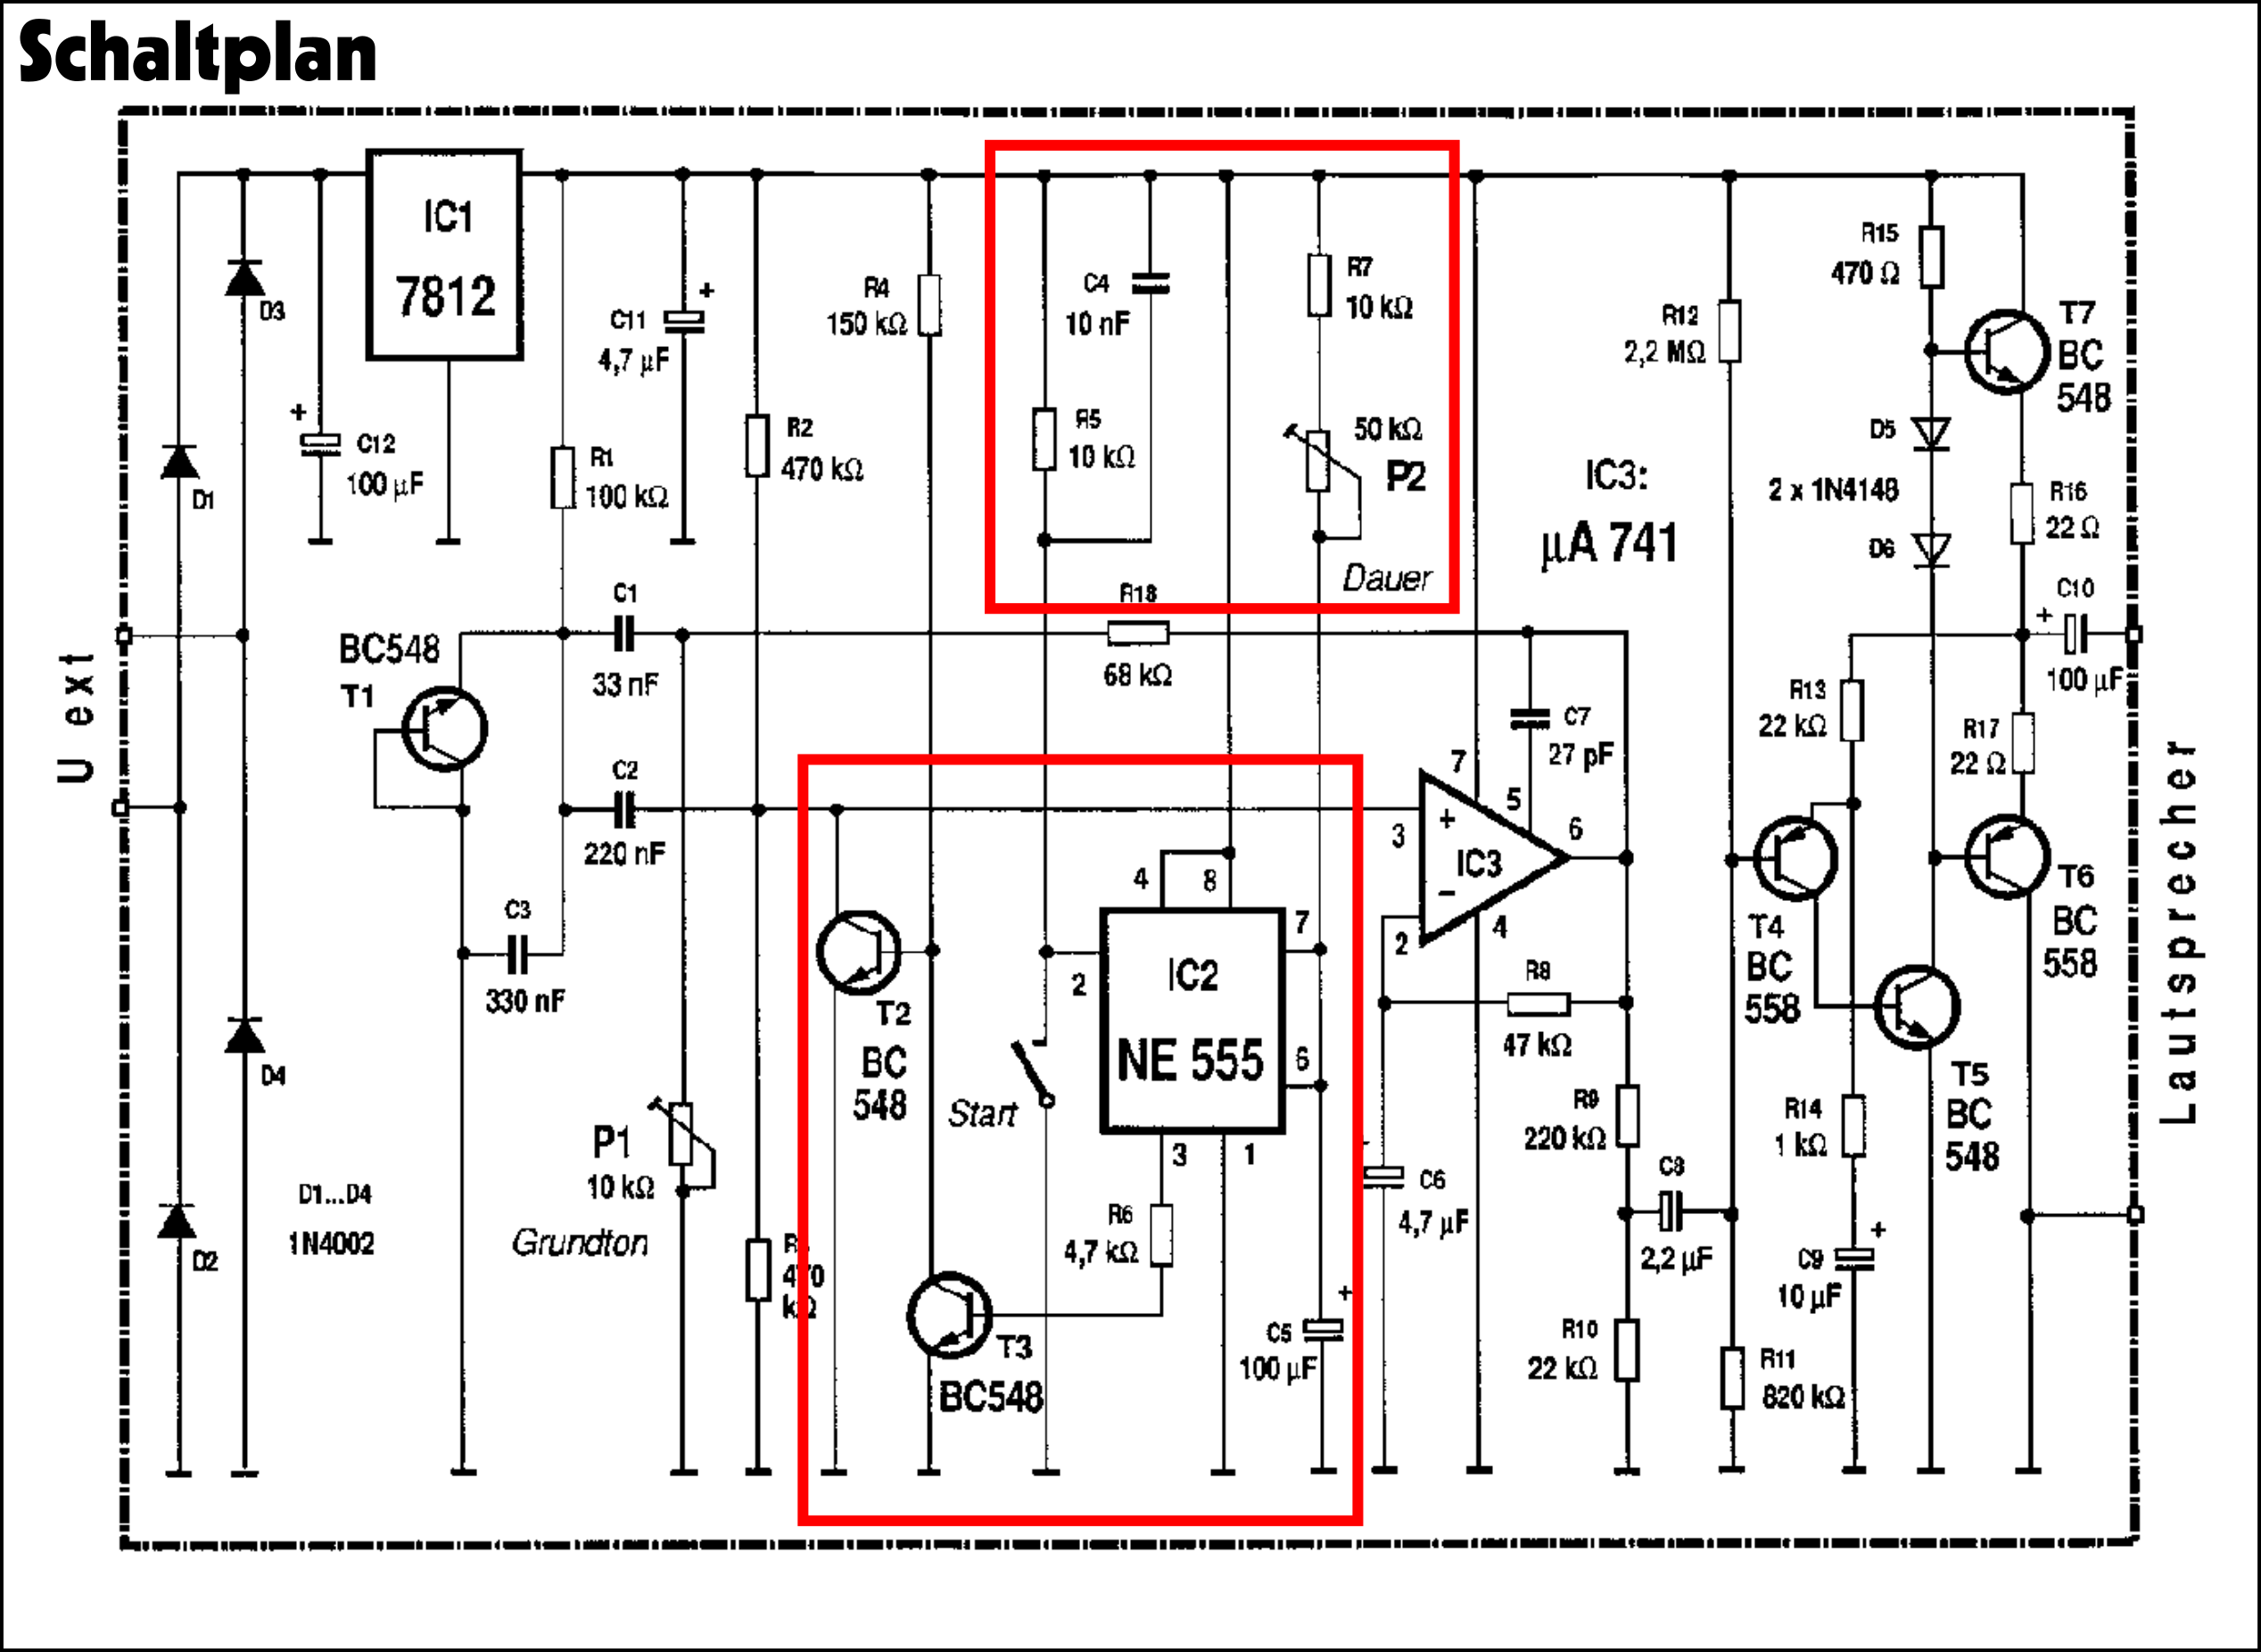 Schaltplan
IC1
7812
D3
D1
+
C12
100 µF
R1
100 kΩ
C11
+
4,7 µF
R2
470 kΩ
R4
150 kΩ
C4
10 nF
R5
10 kΩ
R7
10 kΩ
50 kΩ
P2
Dauer
IC3:
µA 741
R12
2,2 MΩ
R15
470 Ω
T7
BC
548
D5
2 x 1N4148
D6
R16
22 Ω
C10
+
100 µF
U ext
BC548
T1
C1
33 nF
R18
68 kΩ
C7
27 pF
R13
22 kΩ
R17
22 Ω
Lautsprecher
C2
220 nF
C3
330 nF
7
5
3
+
IC3
6
−
2
4
4
8
7
IC2
2
NE 555
6
3
1
T2
BC
548
Start
R8
47 kΩ
T4
BC
558
T6
BC
558
T5
BC
548
D4
P1
10 kΩ
Grundton
D1...D4
1N4002
D2
470
kΩ
R6
4,7 kΩ
T3
BC548
C5
+
100 µF
C6
4,7 µF
R9
220 kΩ
C8
2,2 µF
R10
22 kΩ
R11
820 kΩ
R14
1 kΩ
C9
+
10 µF